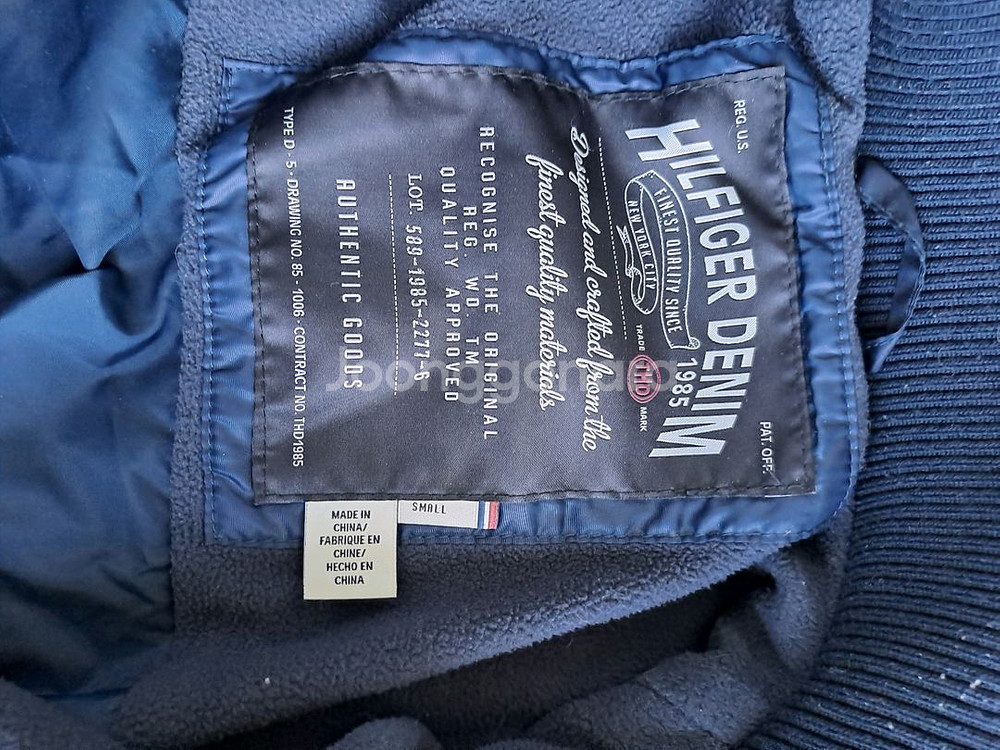 REG. U.S. PAT. OFF.
HILFIGER DENIM
FINEST QUALITY SINCE 1985
NEW YORK CITY
TRADE THD MARK
Designed and crafted from the
finest quality materials
RECOGNISE THE ORIGINAL
REG. WD. TM.
QUALITY APPROVED
LOT. 589-1985-2277-6
AUTHENTIC GOODS
TYPE D · 5 · DRAWING NO. 85 · 1006 · CONTRACT NO. THD1985
SMALL
MADE IN
CHINA/
FABRIQUE EN
CHINE/
HECHO EN
CHINA
Joonggonara